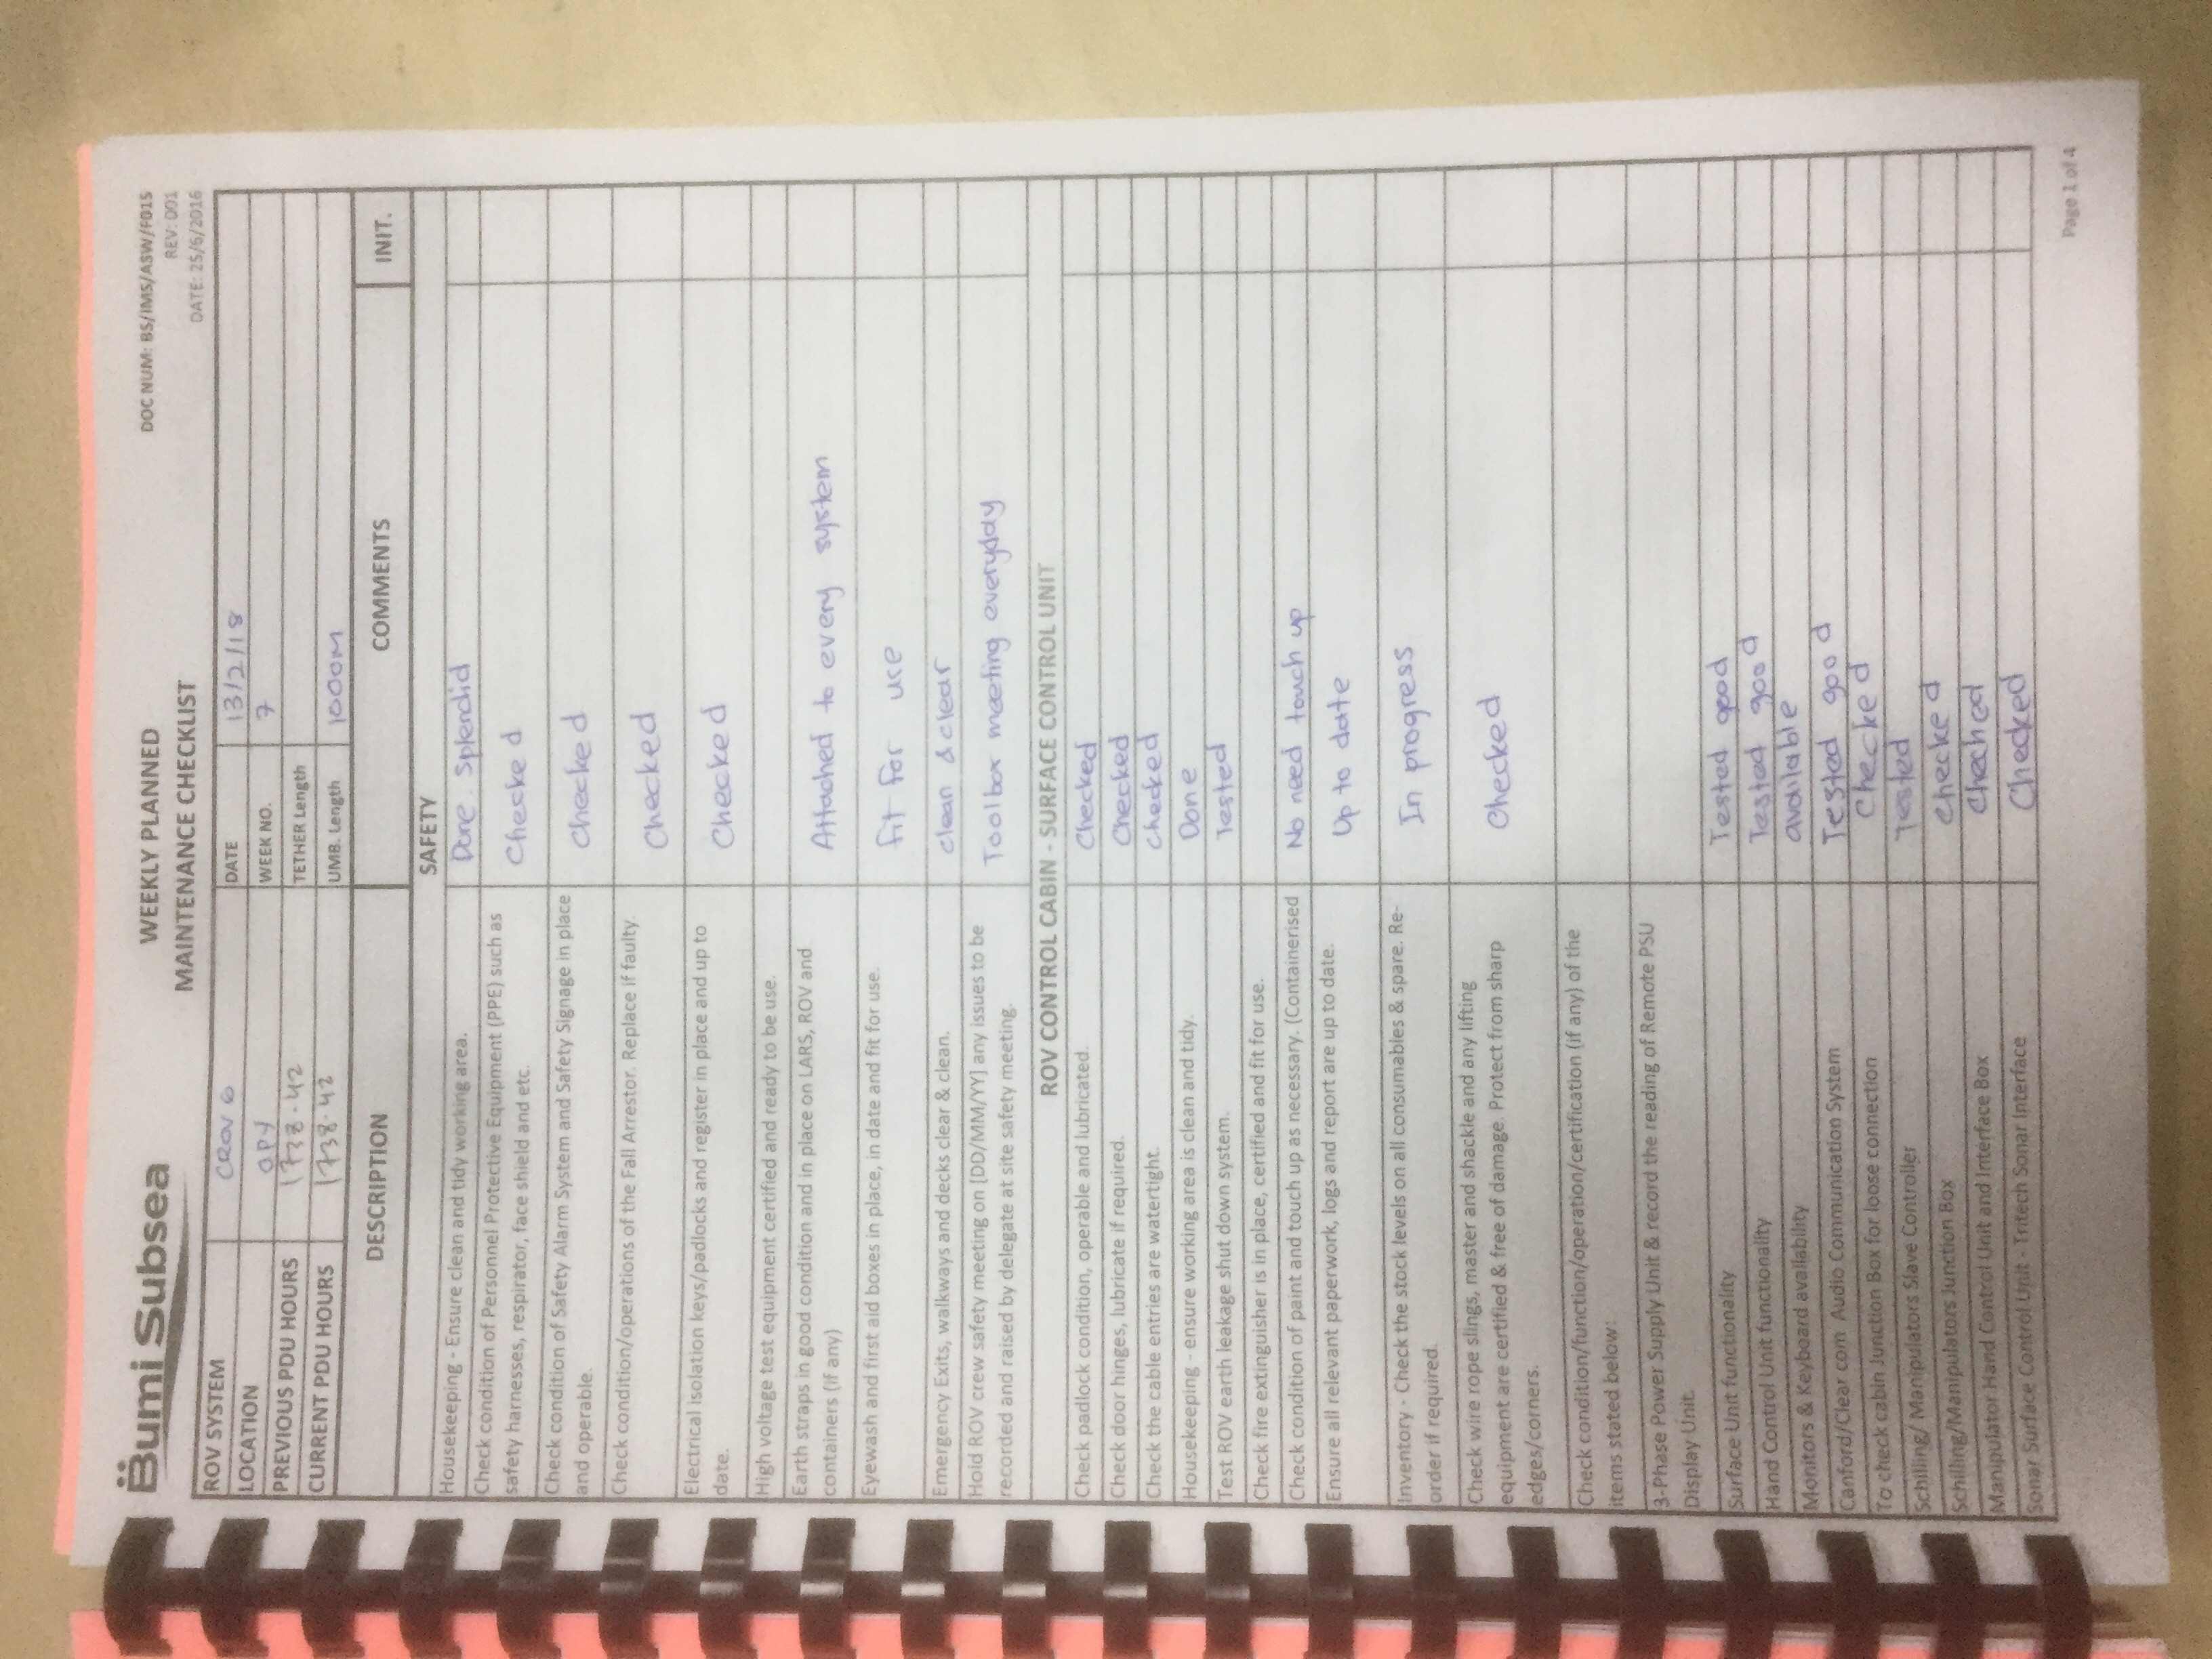 Bumi Subsea
WEEKLY PLANNED
MAINTENANCE CHECKLIST
DOC NUM: BS/IMS/ASW/F015
REV: 001
DATE: 25/6/2016
ROV SYSTEM CROV 6 DATE 13/2/18
LOCATION OPY WEEK NO. 7
PREVIOUS PDU HOURS 1738.42 TETHER Length
CURRENT PDU HOURS 1738.42 UMB. Length 1000M
DESCRIPTION COMMENTS INIT.
SAFETY
Housekeeping - Ensure clean and tidy working area. Done. Splendid
Check condition of Personnel Protective Equipment (PPE) such as
safety harnesses, respirator, face shield and etc. Checked
Check condition of Safety Alarm System and Safety Signage in place
and operable. Checked
Check condition/operations of the Fall Arrestor. Replace if faulty. Checked
Electrical isolation keys/padlocks and register in place and up to
date. Checked
High voltage test equipment certified and ready to be use.
Earth straps in good condition and in place on LARS, ROV and
containers (if any) Attached to every system
Eyewash and first aid boxes in place, in date and fit for use. fit for use
Emergency Exits, walkways and decks clear & clean. clean & clear
Hold ROV crew safety meeting on [DD/MM/YY] any issues to be
recorded and raised by delegate at site safety meeting. Toolbox meeting everyday
ROV CONTROL CABIN - SURFACE CONTROL UNIT
Check padlock condition, operable and lubricated. Checked
Check door hinges, lubricate if required. Checked
Check the cable entries are watertight. checked
Housekeeping - ensure working area is clean and tidy. Done
Test ROV earth leakage shut down system. Tested
Check fire extinguisher is in place, certified and fit for use.
Check condition of paint and touch up as necessary. (Containerised No need touch up
Ensure all relevant paperwork, logs and report are up to date. Up to date
Inventory - Check the stock levels on all consumables & spare. Re-
order if required. In progress
Check wire rope slings, master and shackle and any lifting
equipment are certified & free of damage. Protect from sharp
edges/corners. Checked
Check condition/function/operation/certification (if any) of the
items stated below:
3-Phase Power Supply Unit & record the reading of Remote PSU
Display Unit.
Surface Unit functionality Tested good
Hand Control Unit functionality Tested good
Monitors & Keyboard availability available
Canford/Clear com Audio Communication System Tested good
To check cabin Junction Box for loose connection Checked
Schilling/ Manipulators Slave Controller Tested
Schilling/Manipulators Junction Box checked
Manipulator Hand Control Unit and Interface Box Cheched
Sonar Surface Control Unit - Tritech Sonar Interface Checked
Page 1 of 4